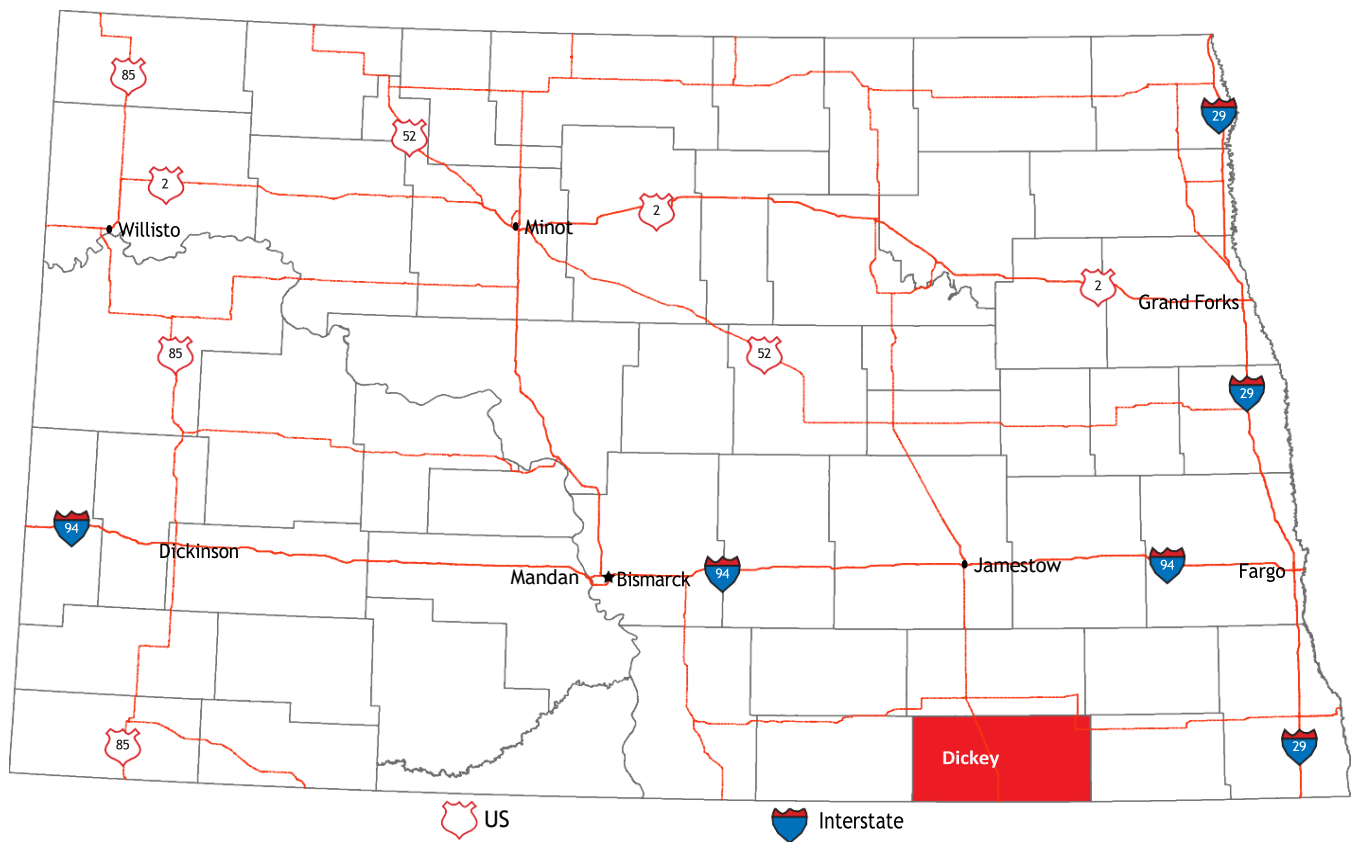 85
29
52
2
2
Willisto
Minot
2
Grand Forks
85
52
29
94
Dickinson
Mandan
Bismarck
94
Jamestow
94
Fargo
85
Dickey
29
US
Interstate